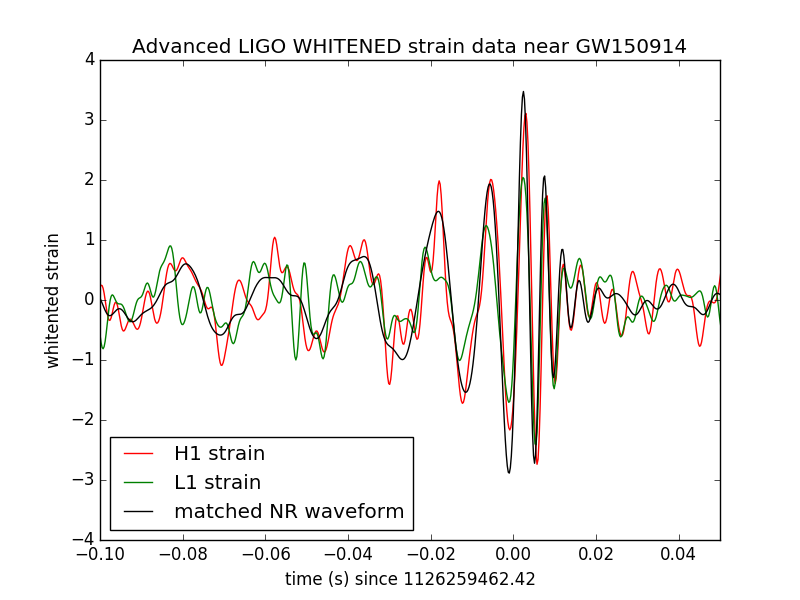 Advanced LIGO WHITENED strain data near GW150914
4
3
2
1
0
−1
−2
−3
−4
whitented strain
H1 strain
L1 strain
matched NR waveform
−0.10 −0.08 −0.06 −0.04 −0.02 0.00 0.02 0.04
time (s) since 1126259462.42